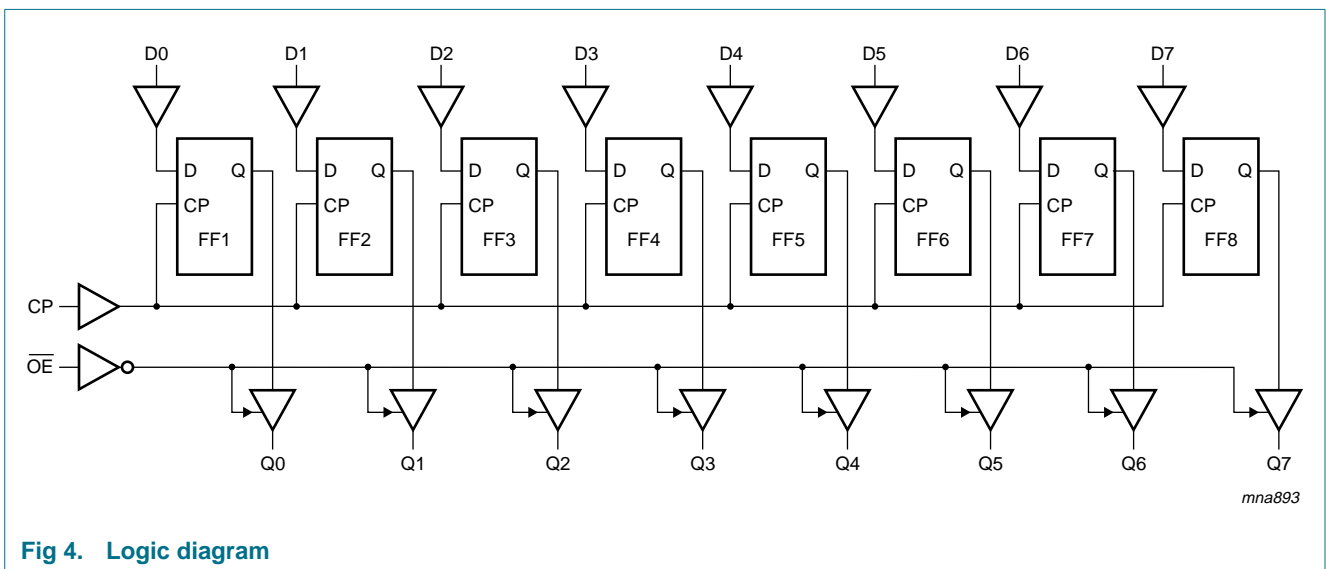 D0 D1 D2 D3 D4 D5 D6 D7
D Q D Q D Q D Q D Q D Q D Q D Q
CP CP CP CP CP CP CP CP
FF1 FF2 FF3 FF4 FF5 FF6 FF7 FF8
CP
O̅E̅
Q0 Q1 Q2 Q3 Q4 Q5 Q6 Q7
mna893
Fig 4. Logic diagram